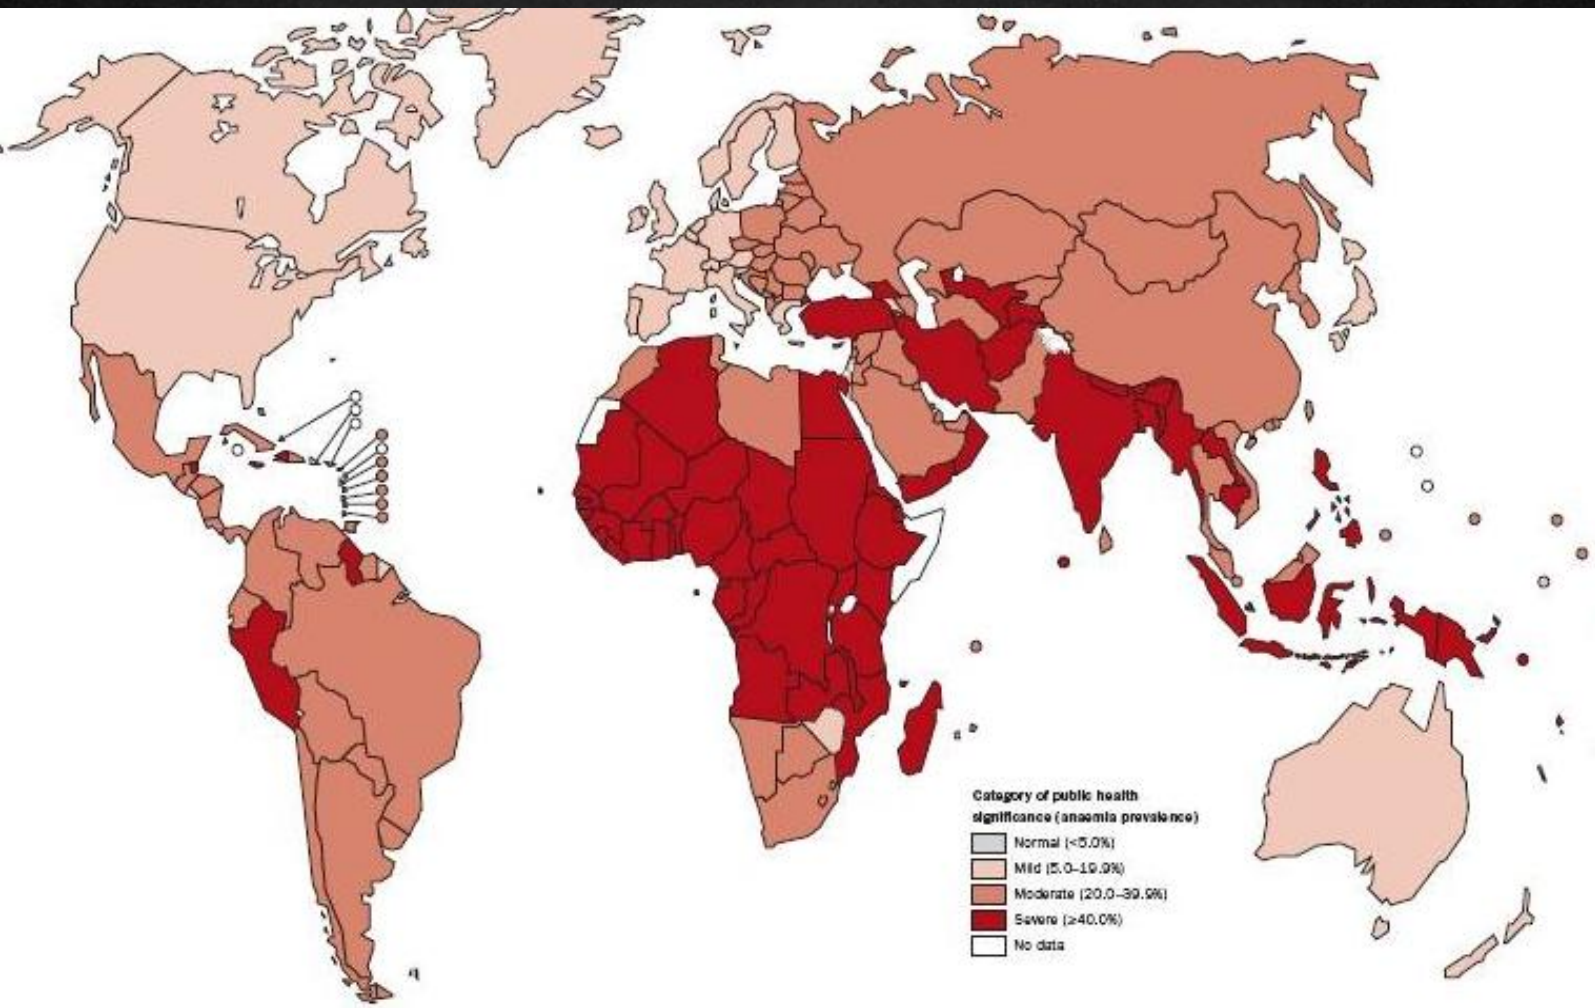 Category of public health
significance (anaemia prevalence)
Normal (<5.0%)
Mild (5.0–19.9%)
Moderate (20.0–39.9%)
Severe (≥40.0%)
No data